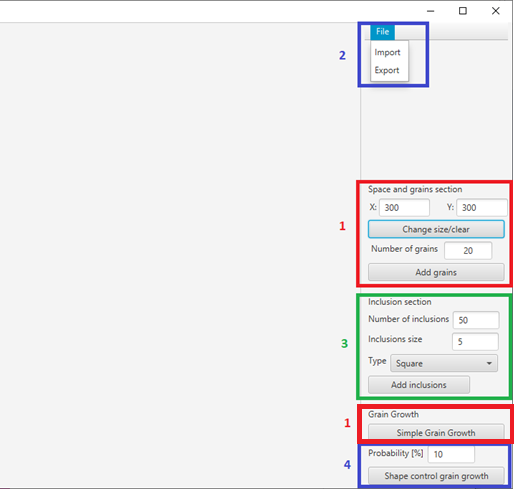 File
2
Import
Export
Space and grains section
X: 300 Y: 300
1
Change size/clear
Number of grains 20
Add grains
Inclusion section
Number of inclusions 50
3
Inclusions size 5
Type Square
Add inclusions
Grain Growth
1
Simple Grain Growth
Probability [%] 10
4
Shape control grain growth